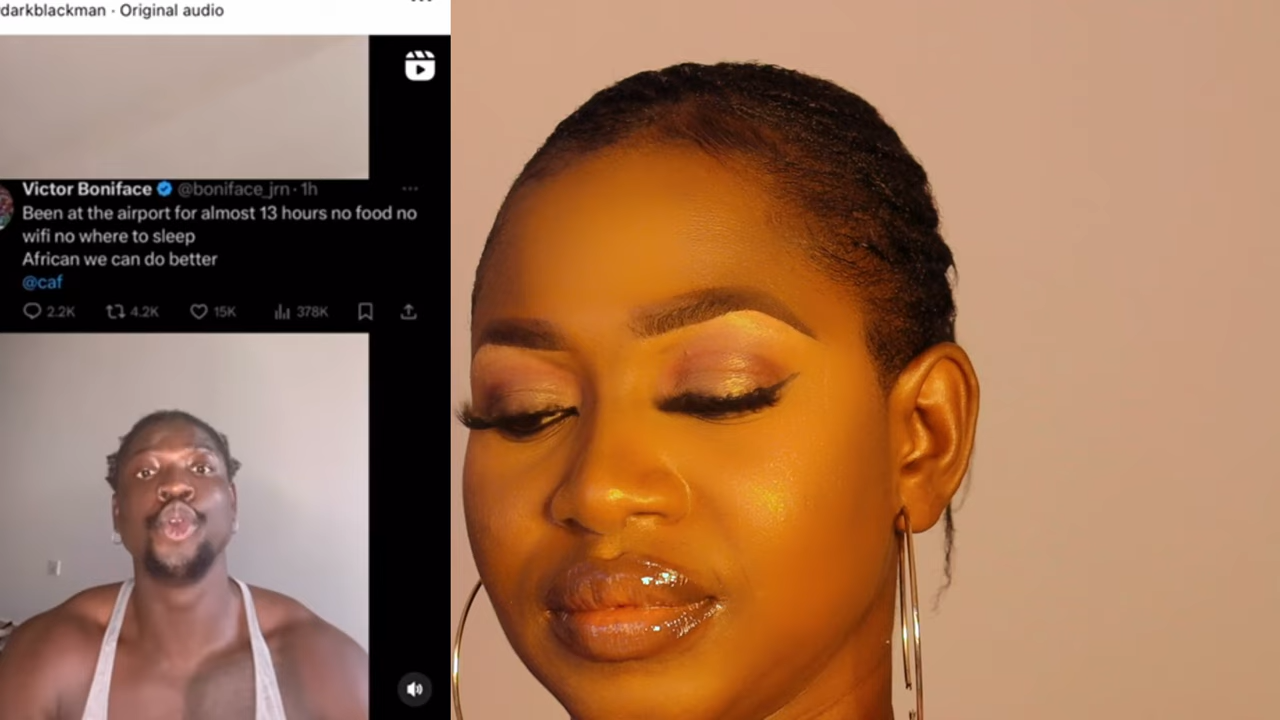 darkblackman · Original audio
Victor Boniface @boniface_jrn · 1h
Been at the airport for almost 13 hours no food no
wifi no where to sleep
African we can do better
@caf
2.2K 4.2K 15K 378K